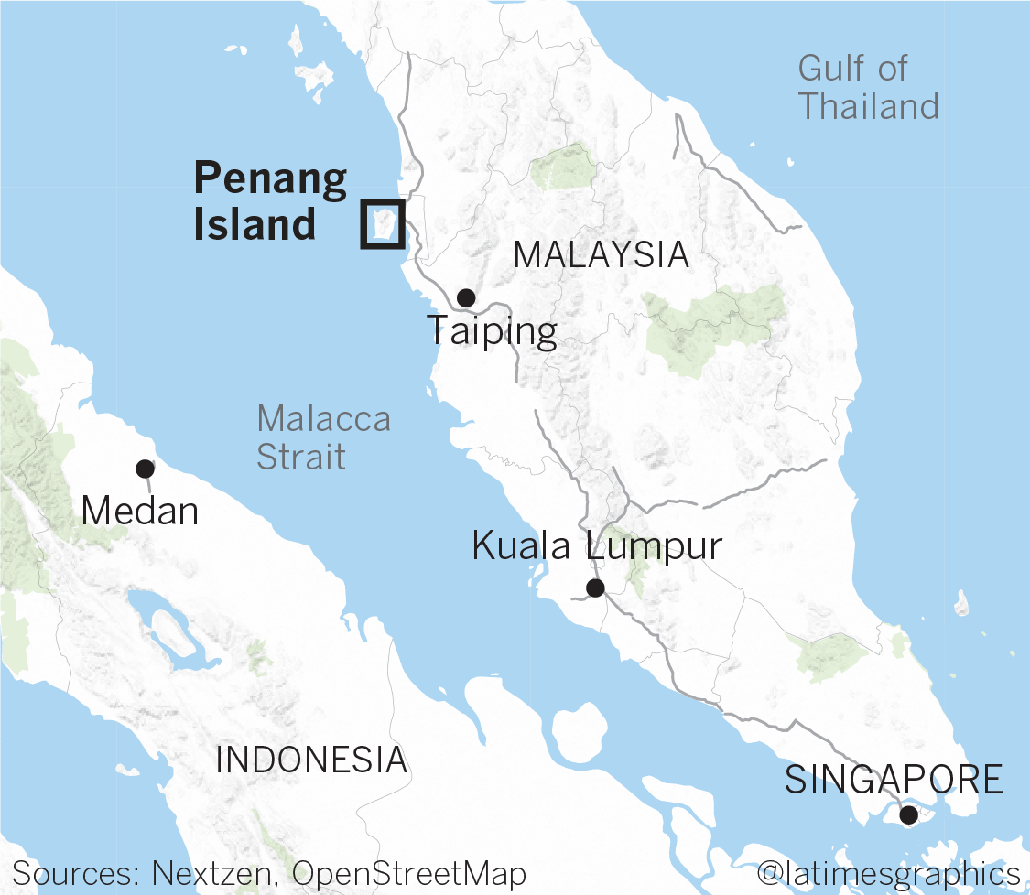 Gulf of
Thailand
Penang
Island
MALAYSIA
Taiping
Malacca
Strait
Medan
Kuala Lumpur
INDONESIA
SINGAPORE
Sources: Nextzen, OpenStreetMap
©latimesgraphics